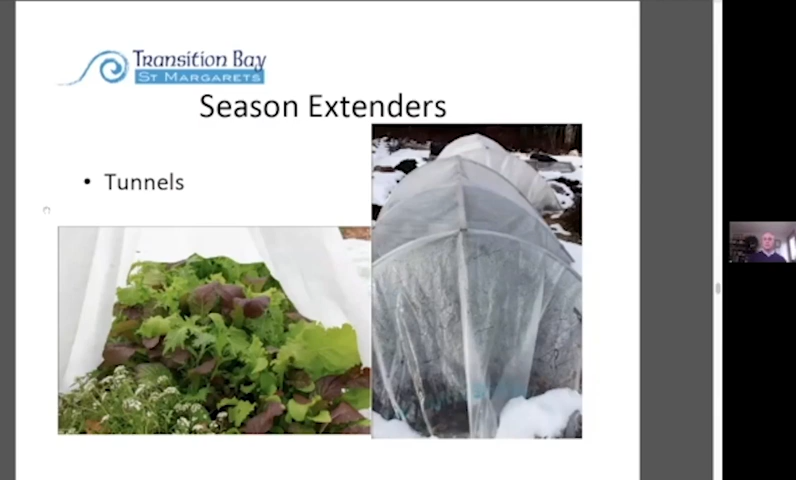 Transition Bay
St Margarets
Season Extenders
• Tunnels